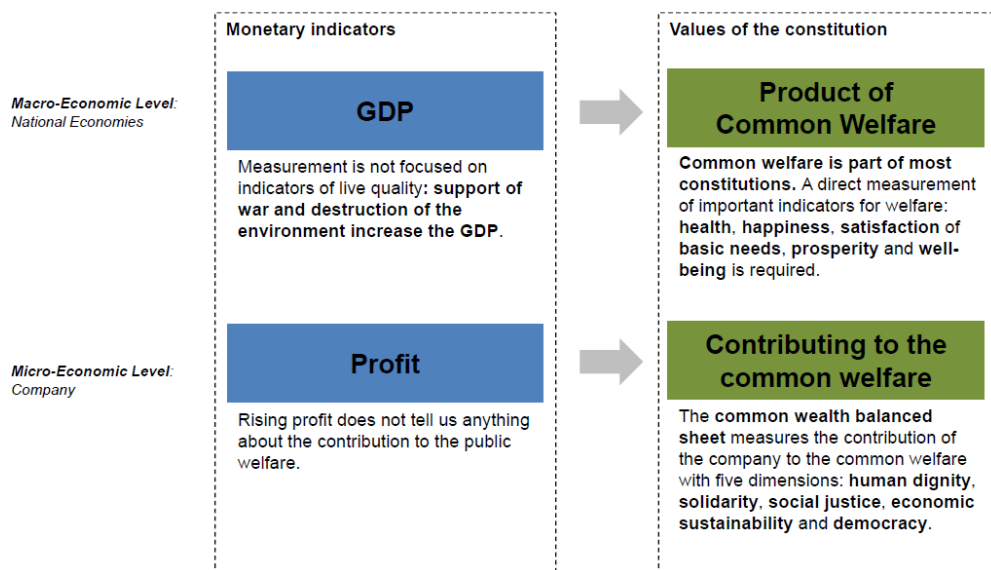 Monetary indicators
Values of the constitution
Macro-Economic Level:
National Economies
GDP
Product of
Common Welfare
Measurement is not focused on
indicators of live quality: support of
war and destruction of the
environment increase the GDP.
Common welfare is part of most
constitutions. A direct measurement
of important indicators for welfare:
health, happiness, satisfaction of
basic needs, prosperity and well-
being is required.
Micro-Economic Level:
Company
Profit
Contributing to the
common welfare
Rising profit does not tell us anything
about the contribution to the public
welfare.
The common wealth balanced
sheet measures the contribution of
the company to the common welfare
with five dimensions: human dignity,
solidarity, social justice, economic
sustainability and democracy.